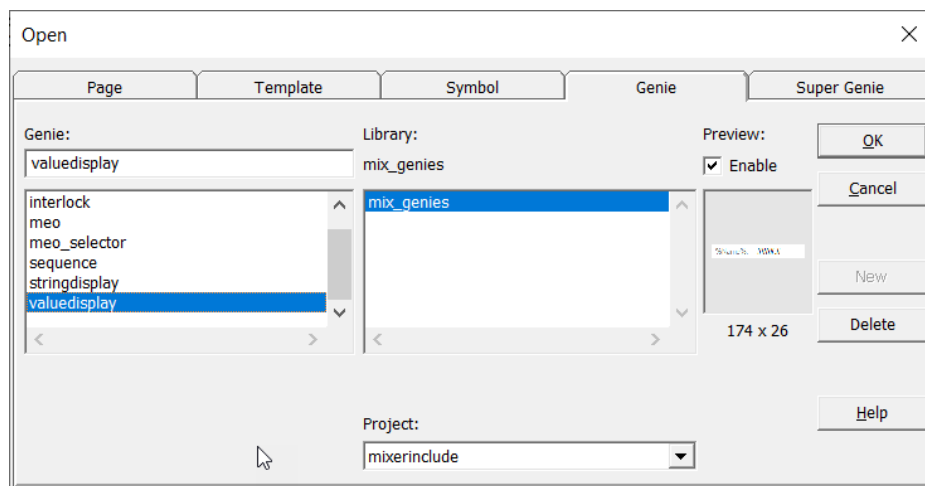 Open
Page
Template
Symbol
Genie
Super Genie
Genie:
valuedisplay
interlock
meo
meo_selector
sequence
stringdisplay
valuedisplay
Library:
mix_genies
mix_genies
Project:
mixerinclude
Preview:
Enable
174 x 26
OK
Cancel
New
Delete
Help